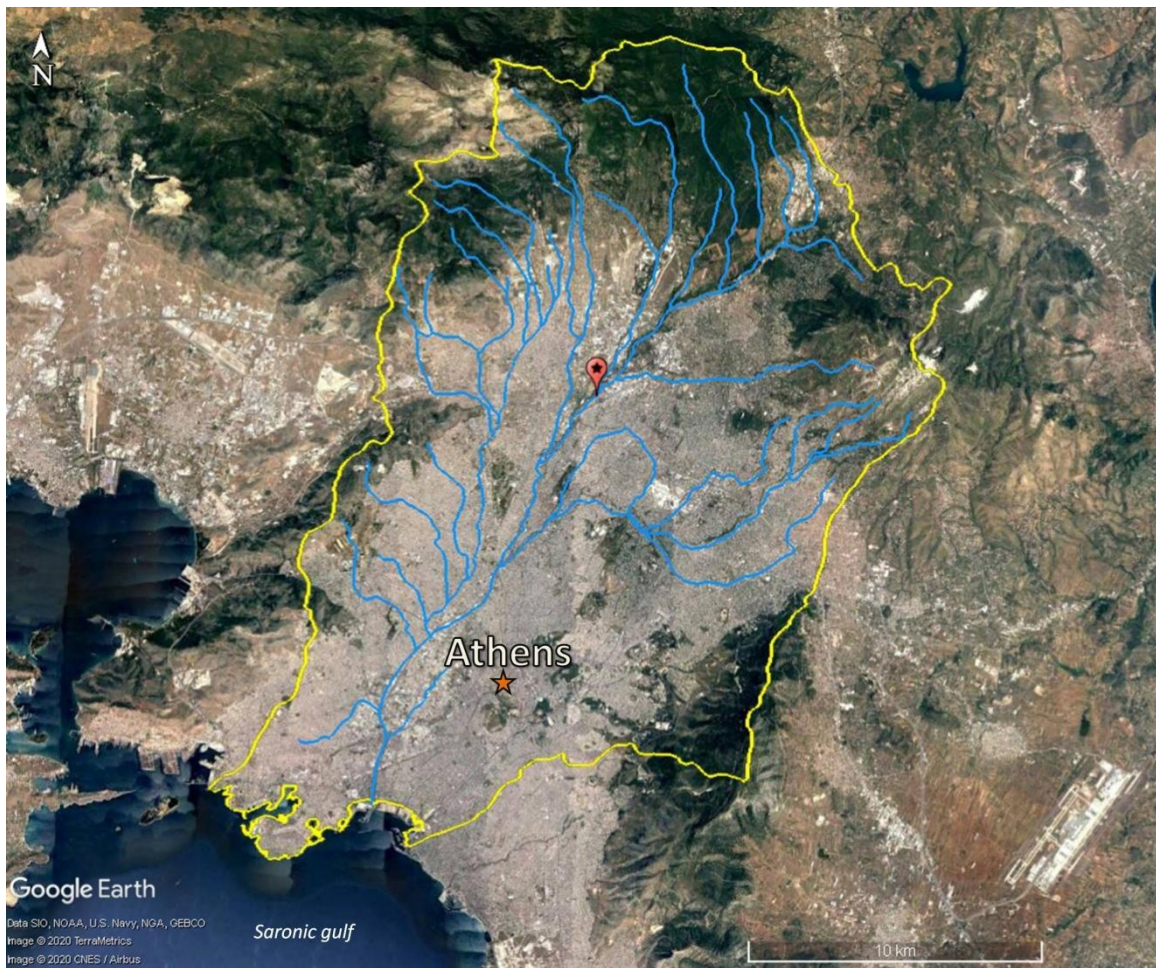 N
Athens
Google Earth
Data SIO, NOAA, U.S. Navy, NGA, GEBCO
Image © 2020 TerraMetrics
Image © 2020 CNES / Airbus
Saronic gulf
10 km